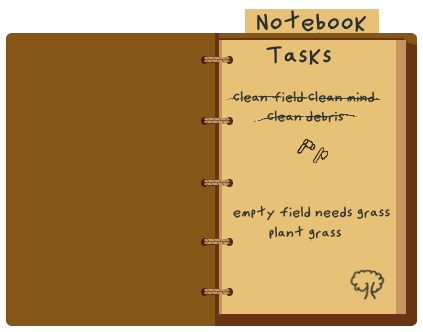 Notebook
Tasks
clean field clean mind
clean debris
empty field needs grass
plant grass